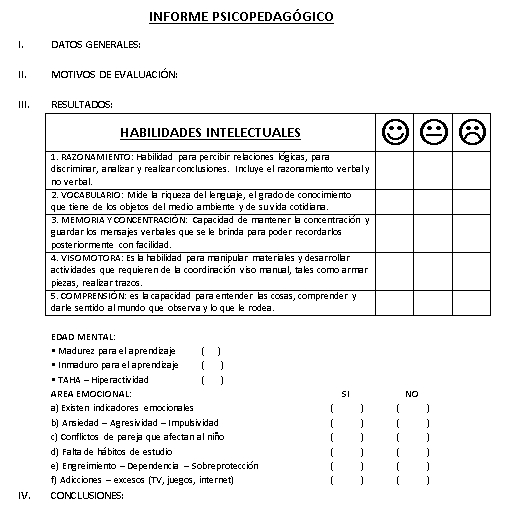 INFORME PSICOPEDAGÓGICO
I. DATOS GENERALES:
II. MOTIVOS DE EVALUACIÓN:
III. RESULTADOS:
HABILIDADES INTELECTUALES
1. RAZONAMIENTO: Habilidad para percibir relaciones lógicas, para
discriminar, analizar y realizar conclusiones. Incluye el razonamiento verbal y
no verbal.
2. VOCABULARIO: Mide la riqueza del lenguaje, el grado de conocimiento
que tiene de los objetos del medio ambiente y de su vida cotidiana.
3. MEMORIA Y CONCENTRACIÓN: Capacidad de mantener la concentración y
guardar los mensajes verbales que se le brinda para poder recordarlos
posteriormente con facilidad.
4. VISOMOTORA: Es la habilidad para manipular materiales y desarrollar
actividades que requieren de la coordinación viso manual, tales como armar
piezas, realizar trazos.
5. COMPRENSIÓN: es la capacidad para entender las cosas, comprender y
darle sentido al mundo que observa y lo que le rodea.
EDAD MENTAL:
• Madurez para el aprendizaje ( )
• Inmaduro para el aprendizaje ( )
• TAHA – Hiperactividad ( )
AREA EMOCIONAL: SI NO
a) Existen indicadores emocionales ( ) ( )
b) Ansiedad – Agresividad – Impulsividad ( ) ( )
c) Conflictos de pareja que afectan al niño ( ) ( )
d) Falta de hábitos de estudio ( ) ( )
e) Engreimiento – Dependencia – Sobreprotección ( ) ( )
f) Adicciones – excesos (TV, juegos, internet) ( ) ( )
IV. CONCLUSIONES: